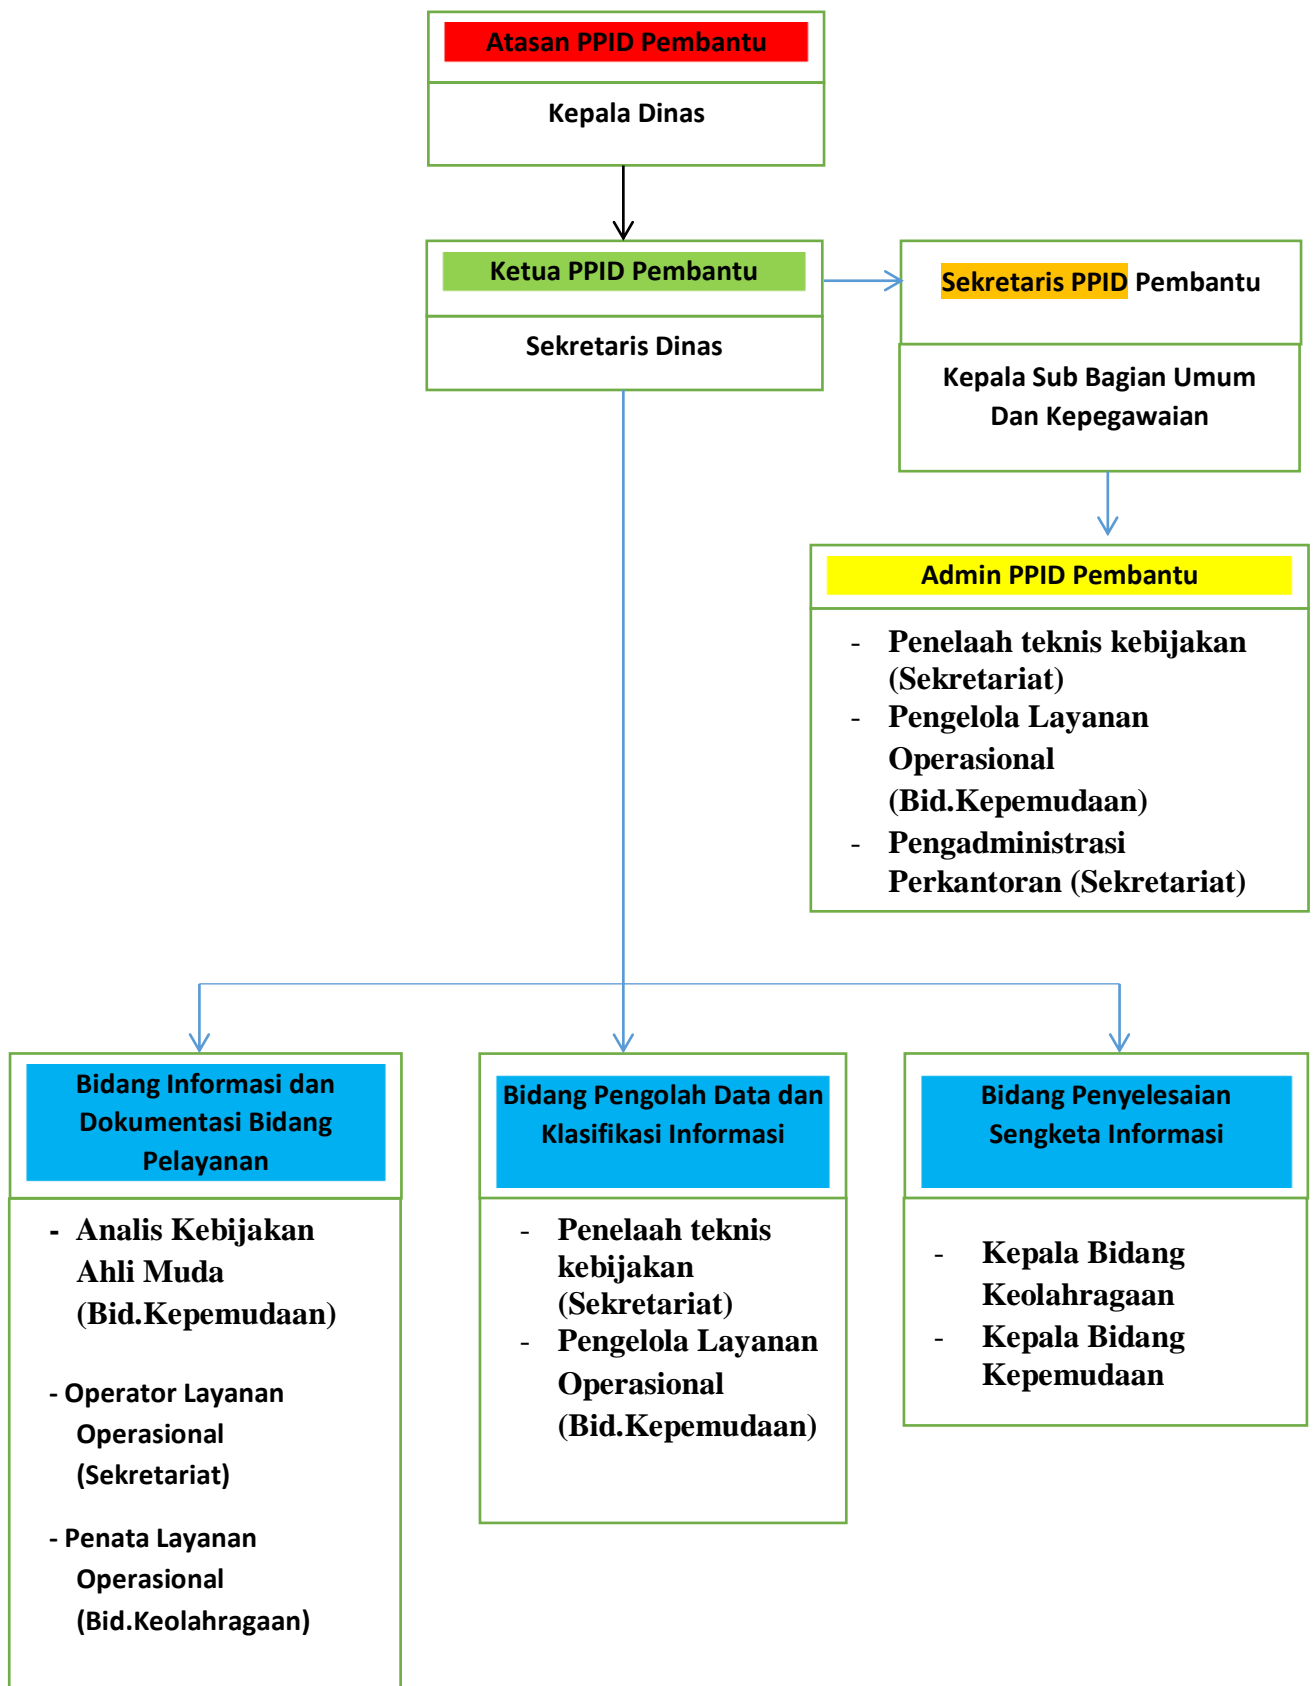 Atasan PPID Pembantu
Kepala Dinas
Ketua PPID Pembantu
Sekretaris Dinas
Sekretaris PPID Pembantu
Kepala Sub Bagian Umum
Dan Kepegawaian
Admin PPID Pembantu
- Penelaah teknis kebijakan
(Sekretariat)
- Pengelola Layanan
Operasional
(Bid.Kepemudaan)
- Pengadministrasi
Perkantoran (Sekretariat)
Bidang Informasi dan
Dokumentasi Bidang
Pelayanan
- Analis Kebijakan
Ahli Muda
(Bid.Kepemudaan)
- Operator Layanan
Operasional
(Sekretariat)
- Penata Layanan
Operasional
(Bid.Keolahragaan)
Bidang Pengolah Data dan
Klasifikasi Informasi
- Penelaah teknis
kebijakan
(Sekretariat)
- Pengelola Layanan
Operasional
(Bid.Kepemudaan)
Bidang Penyelesaian
Sengketa Informasi
- Kepala Bidang
Keolahragaan
- Kepala Bidang
Kepemudaan